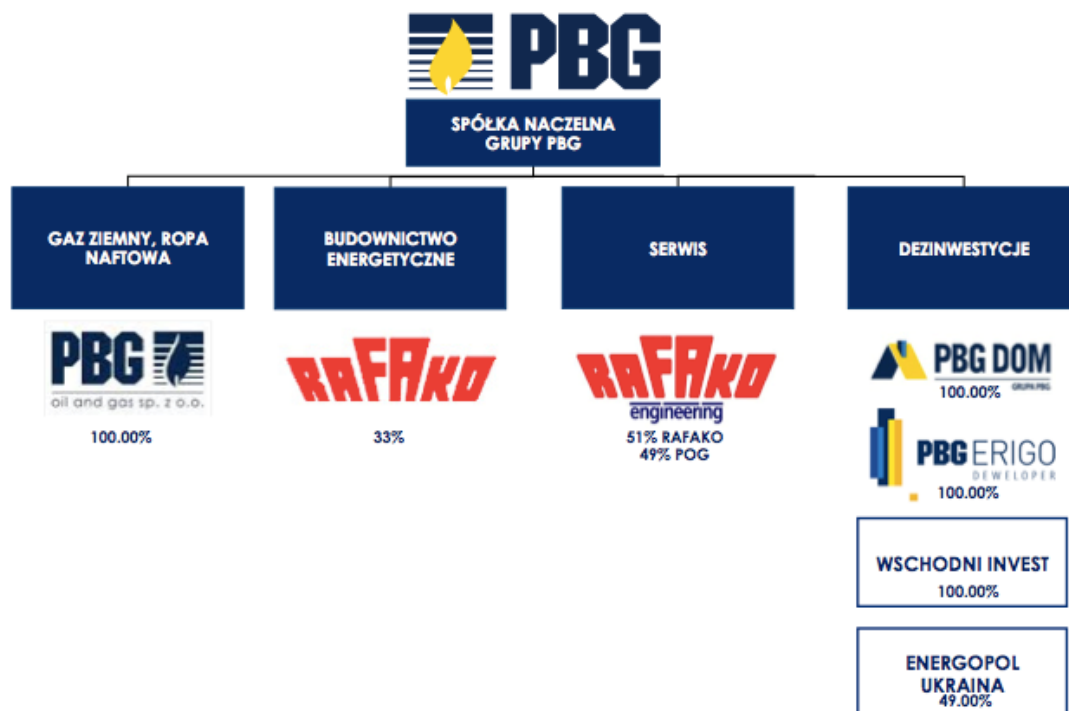 PBG
SPÓŁKA NACZELNA
GRUPY PBG
GAZ ZIEMNY, ROPA
NAFTOWA
BUDOWNICTWO
ENERGETYCZNE
SERWIS
DEZINWESTYCJE
PBG
oil and gas sp. z o.o.
100.00%
RAFAKO
33%
RAFAKO
engineering
51% RAFAKO
49% POG
PBG DOM
GRUPA PBG
100.00%
PBG ERIGO
DEWELOPER
100.00%
WSCHODNI INVEST
100.00%
ENERGOPOL
UKRAINA
49.00%